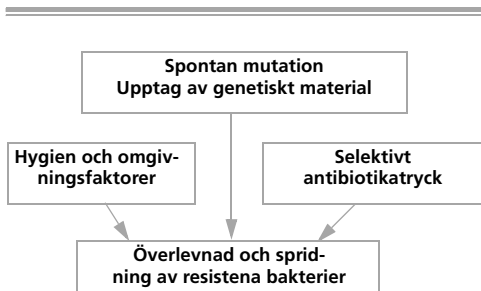 Spontan mutation
Upptag av genetiskt material
Hygien och omgiv-
ningsfaktorer
Selektivt
antibiotikatryck
Överlevnad och sprid-
ning av resistena bakterier